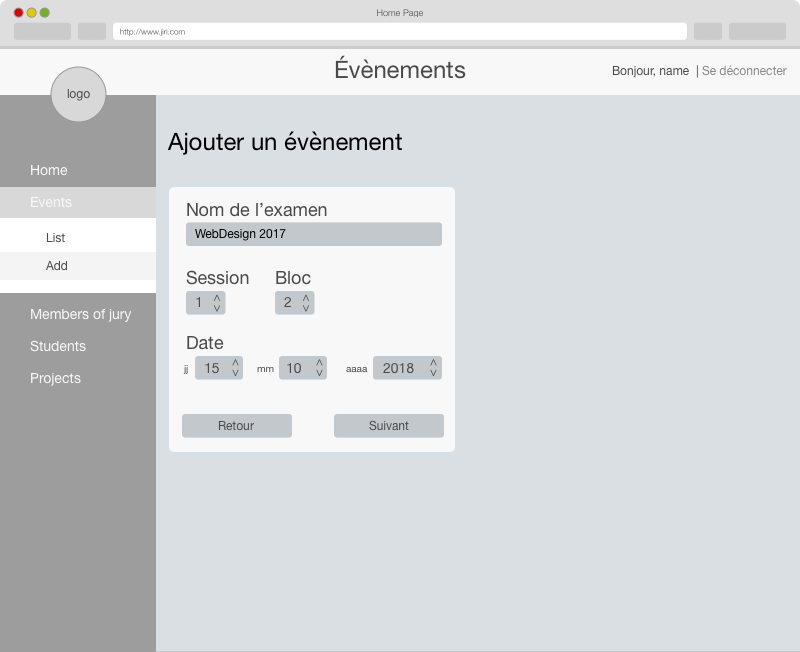 Home Page
http://www.jiri.com
Évènements
Bonjour, name | Se déconnecter
logo
Home
Events
List
Add
Members of jury
Students
Projects
Ajouter un évènement
Nom de l’examen
WebDesign 2017
Session Bloc
1 2
Date
jj 15 mm 10 aaaa 2018
Retour Suivant